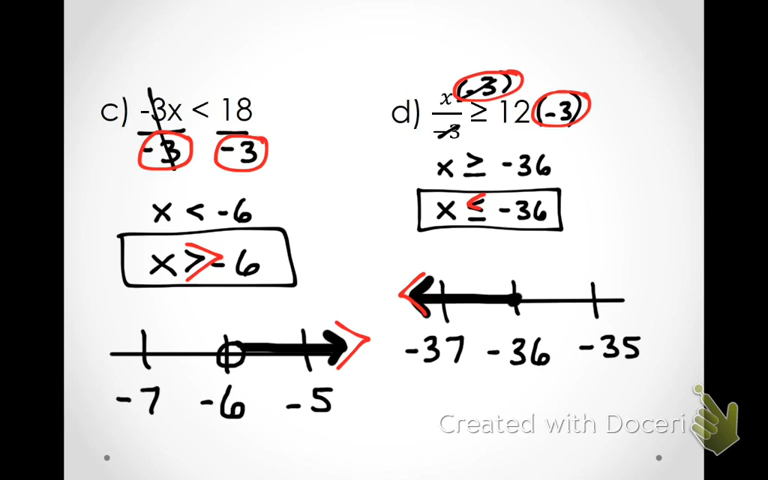 c) -3x < 18
-3 -3
x < -6
x > -6
-7 -6 -5
d) x/-3 (-3) ≥ 12 (-3)
x ≥ -36
x ≤ -36
-37 -36 -35
Created with Doceri